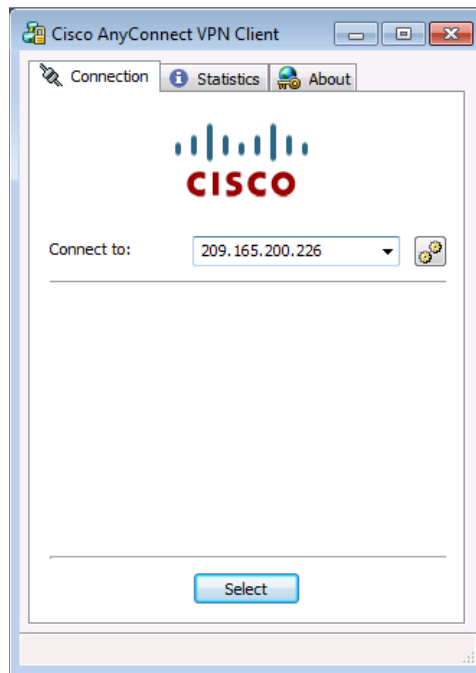 Cisco AnyConnect VPN Client
Connection Statistics About
CISCO
Connect to: 209.165.200.226
Select